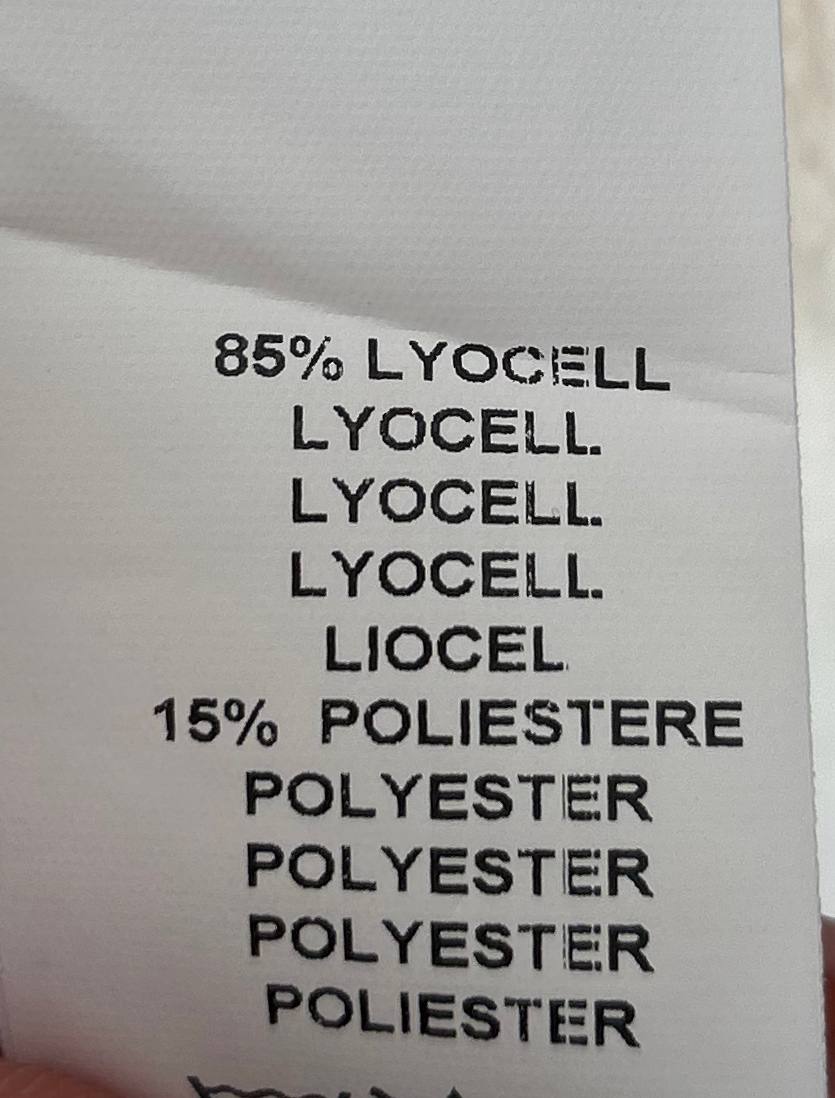 85% LYOCELL
LYOCELL
LYOCELL
LYOCELL
LIOCEL
15% POLIESTERE
POLYESTER
POLYESTER
POLYESTER
POLIESTER